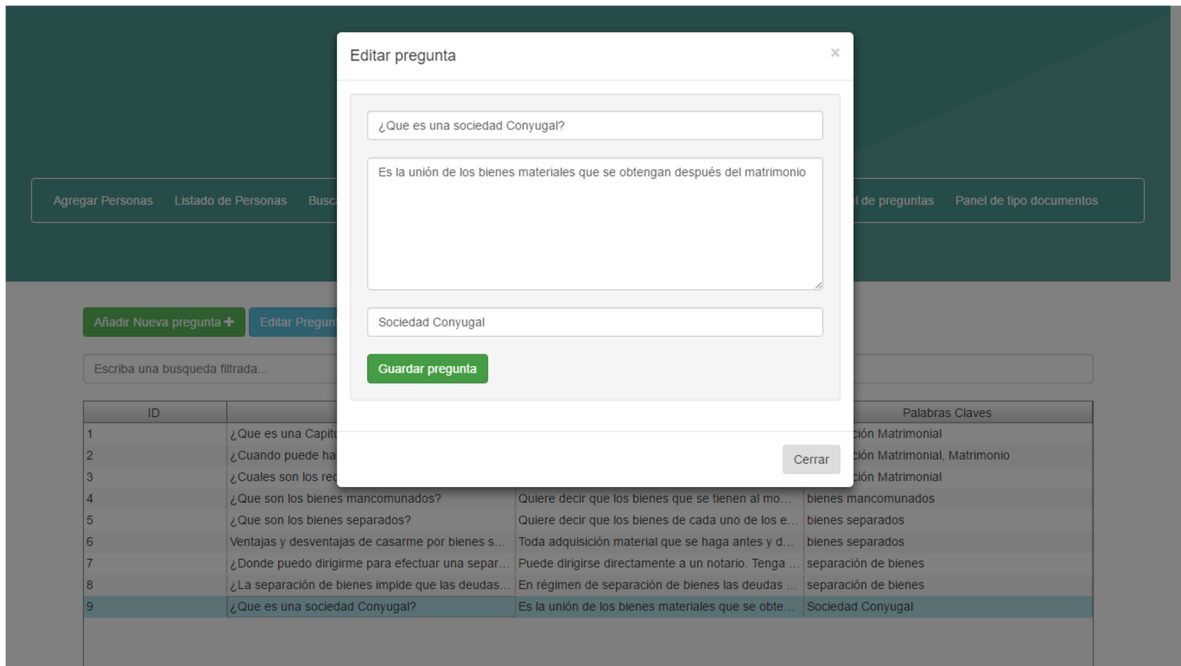 Editar pregunta ×
¿Que es una sociedad Conyugal?
Es la unión de los bienes materiales que se obtengan después del matrimonio
Sociedad Conyugal
Guardar pregunta
Cerrar
Agregar Personas Listado de Personas de preguntas Panel de tipo documentos
Añadir Nueva pregunta + Editar
Escriba una busqueda filtrada...
ID Palabras Claves
1 ¿Que es una Matrimonial
2 ¿Cuando puede Matrimonial, Matrimonio
3 ¿Cuales son los Matrimonial
4 ¿Que son los bienes mancomunados? Quiere decir que los bienes que se tienen al mo... bienes mancomunados
5 ¿Que son los bienes separados? Quiere decir que los bienes de cada uno de los e... bienes separados
6 Ventajas y desventajas de casarme por bienes s... Toda adquisición material que se haga antes y d... bienes separados
7 ¿Donde puedo dirigirme para efectuar una separ... Puede dirigirse directamente a un notario. Tenga ... separación de bienes
8 ¿La separación de bienes impide que las deudas... En régimen de separación de bienes las deudas ... separación de bienes
9 ¿Que es una sociedad Conyugal? Es la unión de los bienes materiales que se obte... Sociedad Conyugal